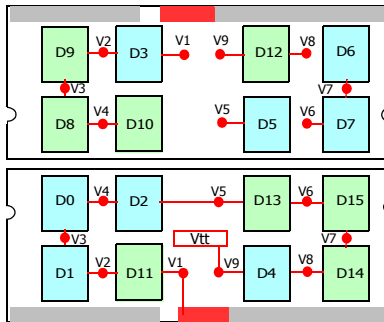 D9 V2 D3 V1 V9 D12 V8 D6
V3 V7
D8 V4 D10 V5 D5 V6 D7
D0 V4 D2 V5 D13 V6 D15
V3 Vtt V7
D1 V2 D11 V1 V9 D4 V8 D14